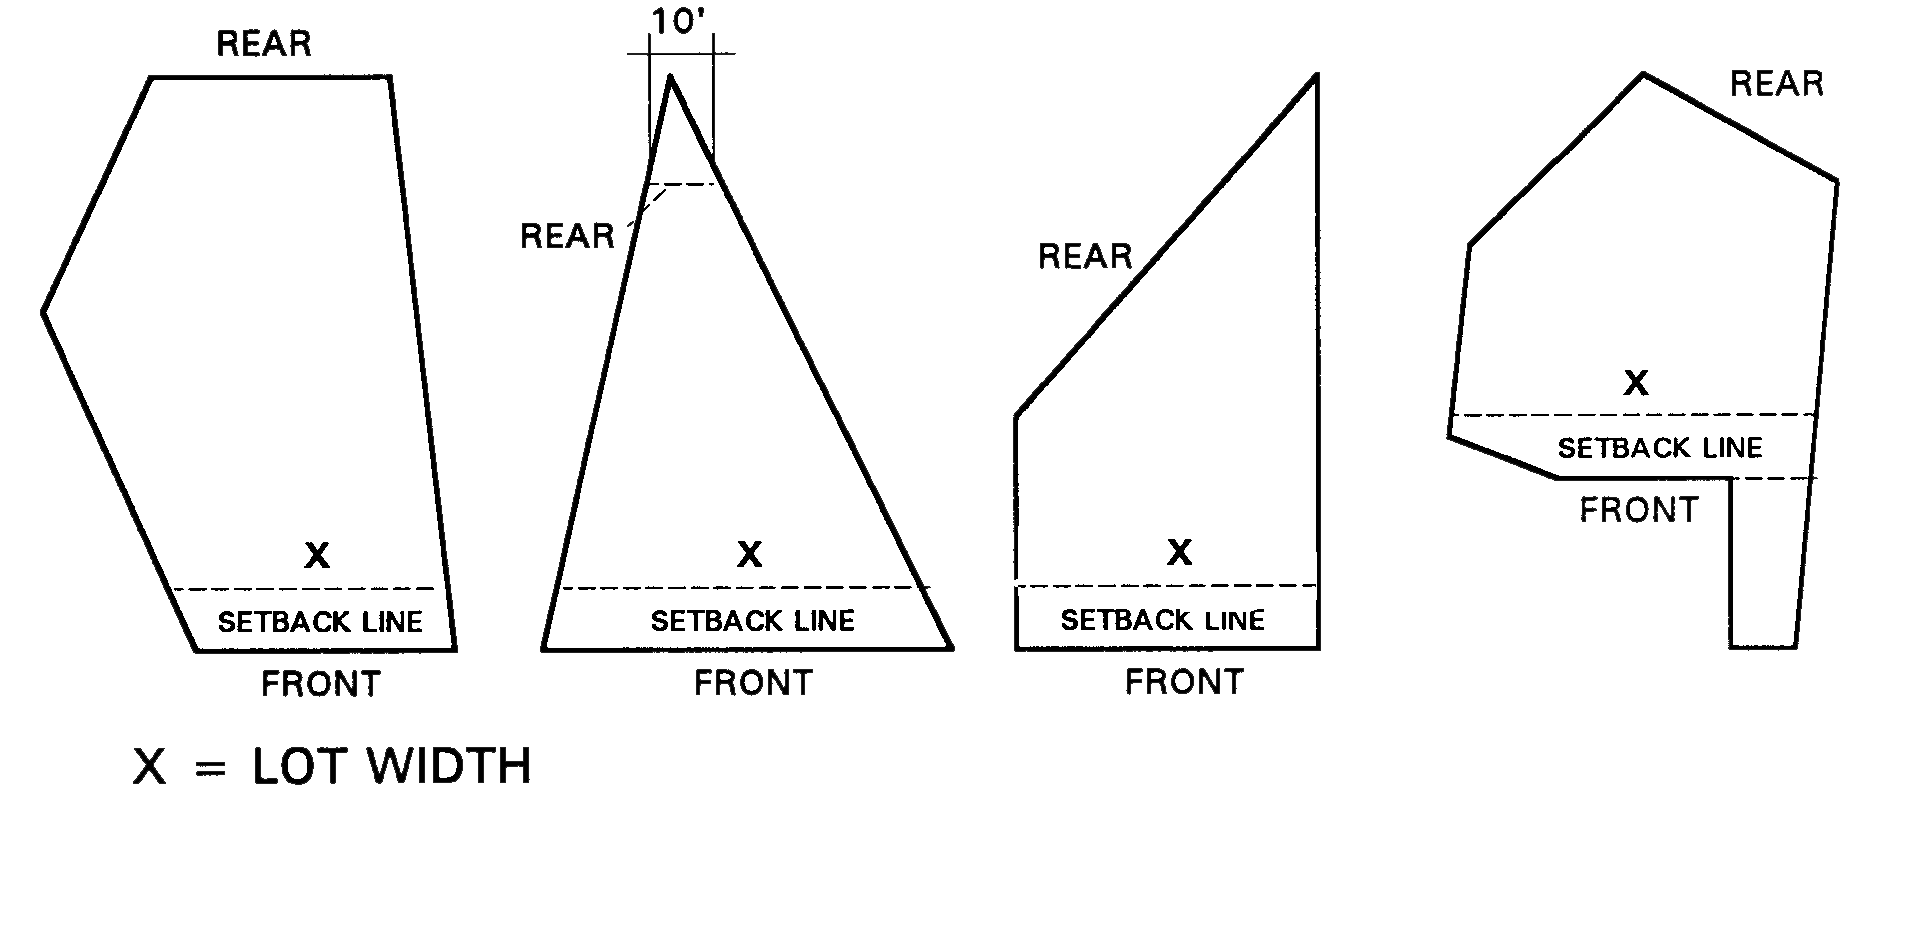 10'
REAR
REAR
REAR
REAR
X
SETBACK LINE
FRONT
X
SETBACK LINE
FRONT
X
SETBACK LINE
FRONT
X
SETBACK LINE
FRONT
X = LOT WIDTH